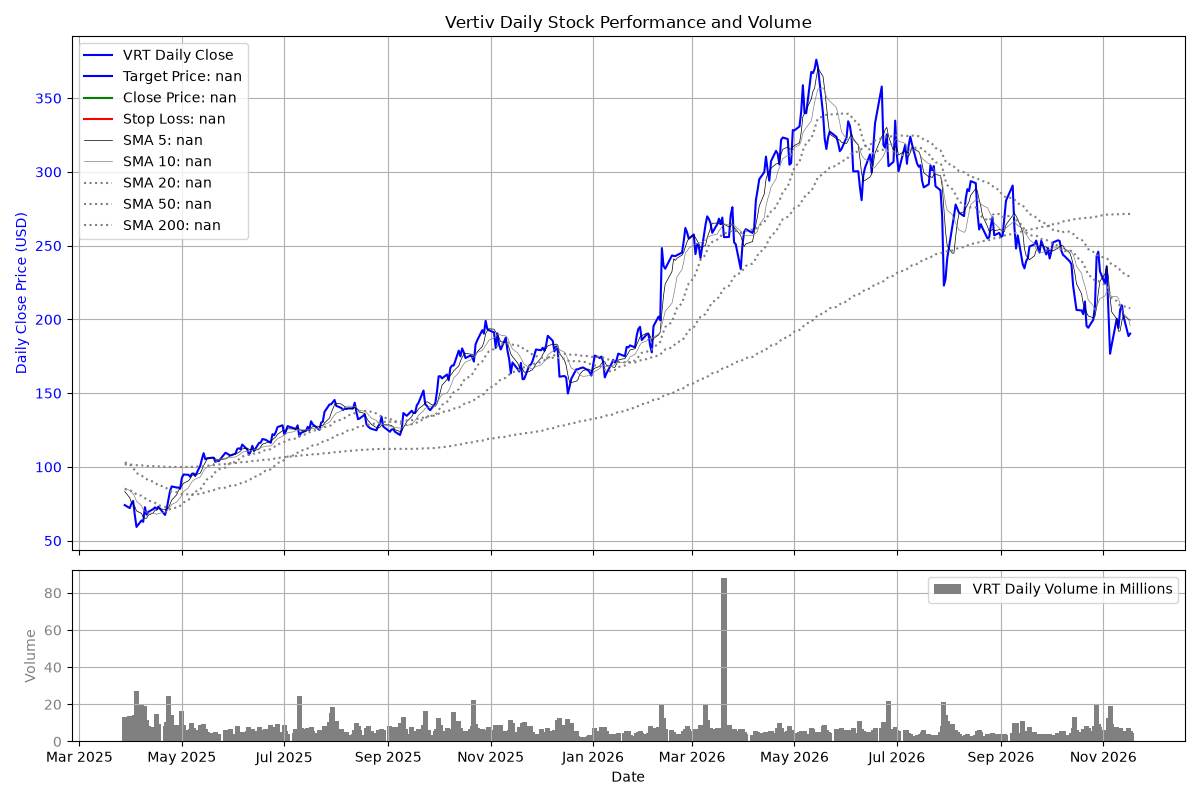 Vertiv Daily Stock Performance and Volume
VRT Daily Close
Target Price: nan
Close Price: nan
Stop Loss: nan
SMA 5: nan
SMA 10: nan
SMA 20: nan
SMA 50: nan
SMA 200: nan
Daily Close Price (USD)
350
300
250
200
150
100
50
VRT Daily Volume in Millions
Volume
80
60
40
20
0
Mar 2025 May 2025 Jul 2025 Sep 2025 Nov 2025 Jan 2026 Mar 2026 May 2026 Jul 2026 Sep 2026 Nov 2026
Date